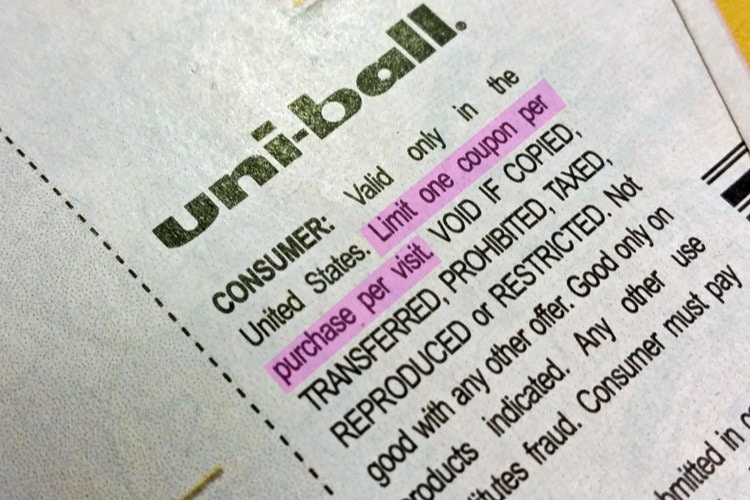 uni-ball®
CONSUMER: Valid only in the
United States. Limit one coupon per
purchase per visit. VOID IF COPIED,
TRANSFERRED, PROHIBITED, TAXED,
REPRODUCED or RESTRICTED. Not
good with any other offer. Good only on
products indicated. Any other use
fraud. Consumer must pay
in